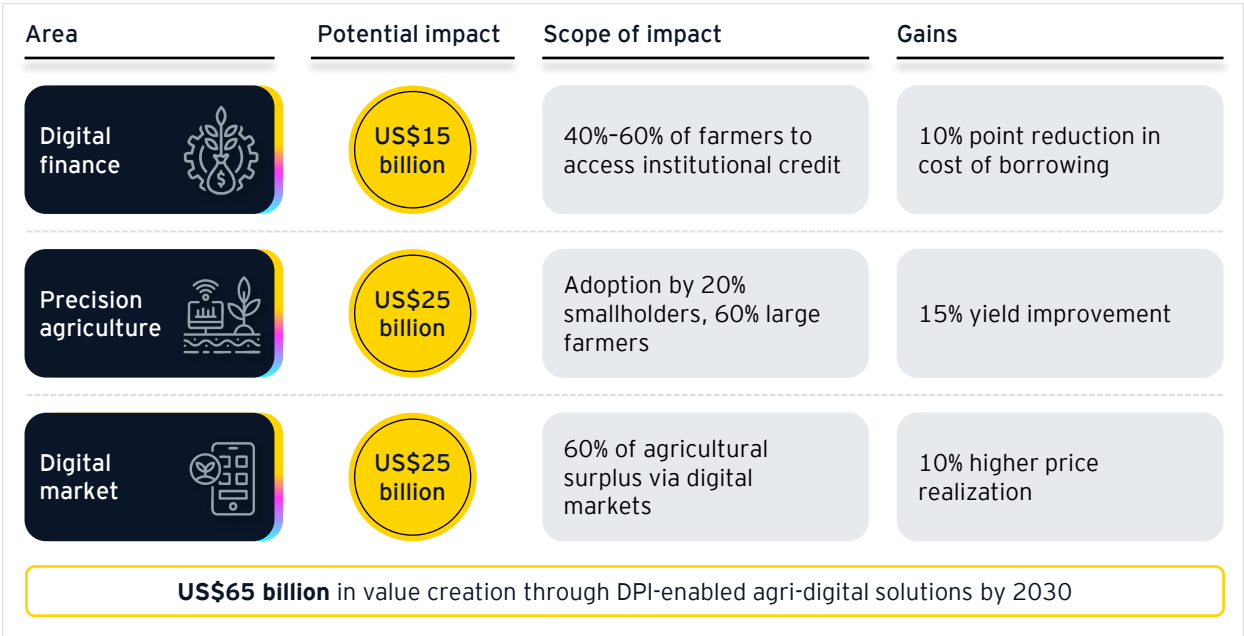 Area
Potential impact
Scope of impact
Gains
Digital
finance
$
US$15
billion
40%–60% of farmers to
access institutional credit
10% point reduction in
cost of borrowing
Precision
agriculture
US$25
billion
Adoption by 20%
smallholders, 60% large
farmers
15% yield improvement
Digital
market
US$25
billion
60% of agricultural
surplus via digital
markets
10% higher price
realization
US$65 billion in value creation through DPI-enabled agri-digital solutions by 2030